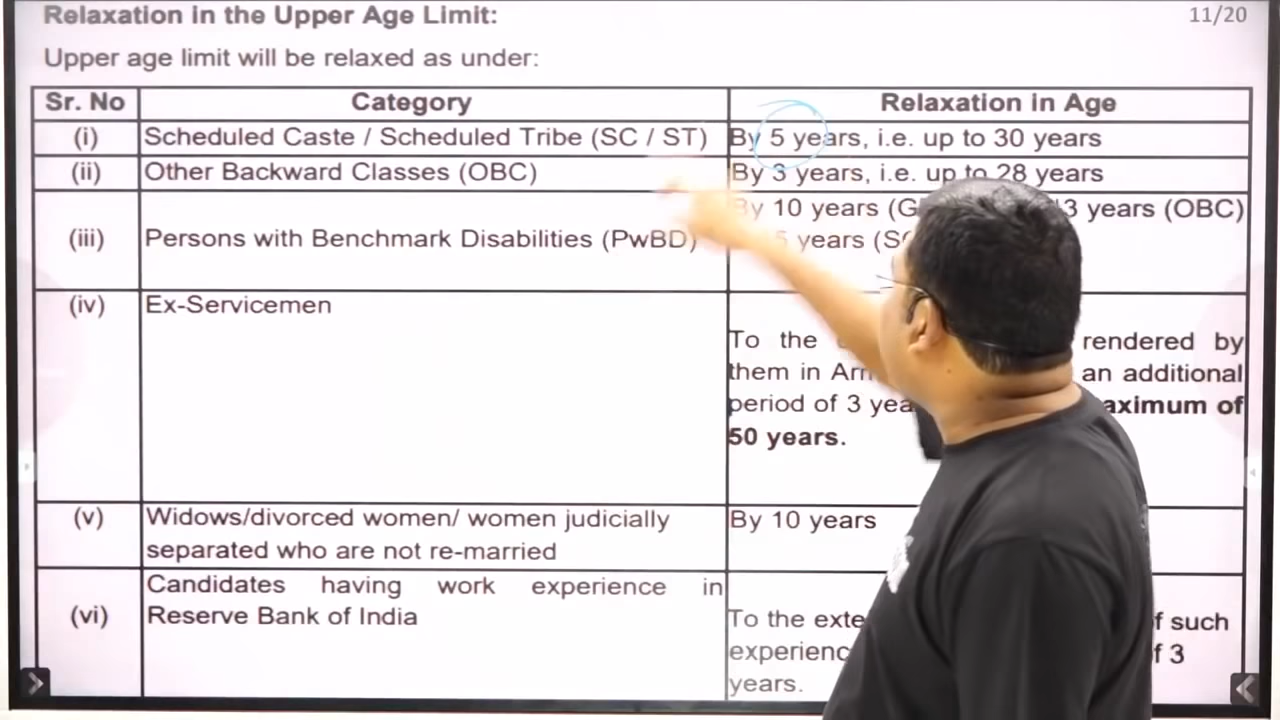 Relaxation in the Upper Age Limit:
11/20
Upper age limit will be relaxed as under:
Sr. No Category Relaxation in Age
(i) Scheduled Caste / Scheduled Tribe (SC / ST) By 5 years, i.e. up to 30 years
(ii) Other Backward Classes (OBC) By 3 years, i.e. up to 28 years
(iii) Persons with Benchmark Disabilities (PwBD)
By 10 years 3 years (OBC)
years
(iv) Ex-Servicemen
To the rendered by
them in an additional
period of 3 of
50 years.
(v) Widows/divorced women/ women judicially
separated who are not re-married
By 10 years
(vi) Candidates having work experience in
Reserve Bank of India
To the such
3
years.